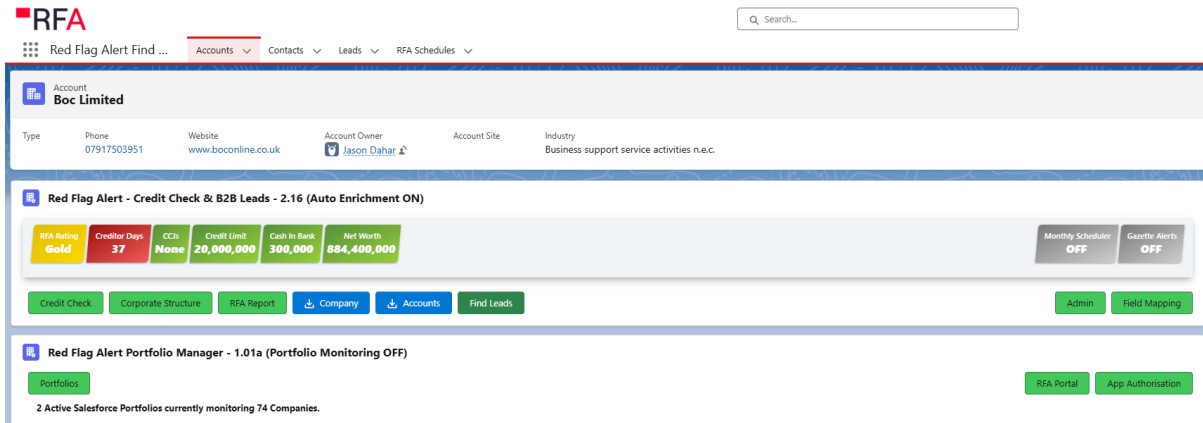 RFA
Search...
Red Flag Alert Find ... Accounts Contacts Leads RFA Schedules
Account
Boc Limited
Type Phone Website Account Owner Account Site Industry
07917503951 www.boconline.co.uk Jason Dahar Business support service activities n.e.c.
Red Flag Alert - Credit Check & B2B Leads - 2.16 (Auto Enrichment ON)
RFA Rating Creditor Days CCJs Credit Limit Cash In Bank Net Worth Monthly Scheduler Gazette Alerts
Gold 37 None 20,000,000 300,000 884,400,000 OFF OFF
Credit Check Corporate Structure RFA Report Company Accounts Find Leads Admin Field Mapping
Red Flag Alert Portfolio Manager - 1.01a (Portfolio Monitoring OFF)
Portfolios RFA Portal App Authorisation
2 Active Salesforce Portfolios currently monitoring 74 Companies.